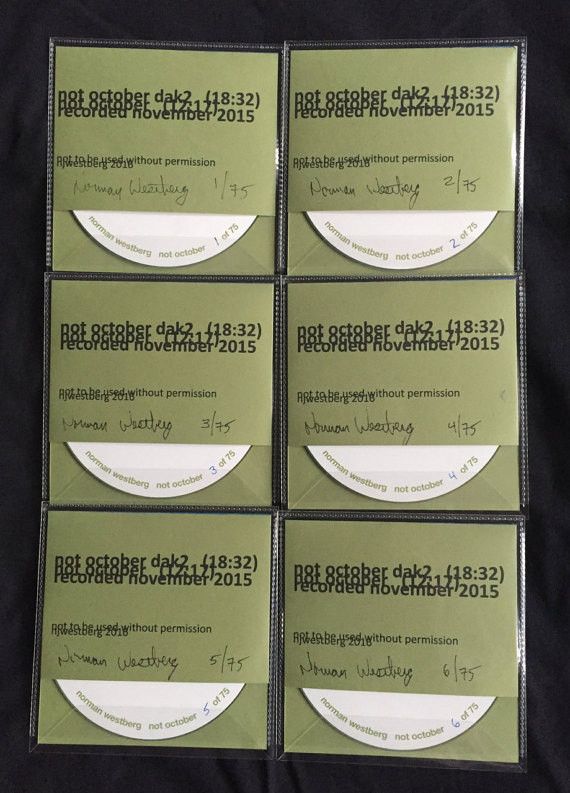 not october dak2 (18:32)
not october (12:17)
recorded november 2015
not to be used without permission
njwestberg 2016
Norman Westberg 1/75
norman westberg not october 1 of 75
not october dak2 (18:32)
not october (12:17)
recorded november 2015
not to be used without permission
njwestberg 2016
Norman Westberg 2/75
norman westberg not october 2 of 75
not october dak2 (18:32)
not october (12:17)
recorded november 2015
not to be used without permission
njwestberg 2016
Norman Westberg 3/75
norman westberg not october 3 of 75
not october dak2 (18:32)
not october (12:17)
recorded november 2015
not to be used without permission
njwestberg 2016
Norman Westberg 4/75
norman westberg not october 4 of 75
not october dak2 (18:32)
not october (12:17)
recorded november 2015
not to be used without permission
njwestberg 2016
Norman Westberg 5/75
norman westberg not october 5 of 75
not october dak2 (18:32)
not october (12:17)
recorded november 2015
not to be used without permission
njwestberg 2016
Norman Westberg 6/75
norman westberg not october 6 of 75